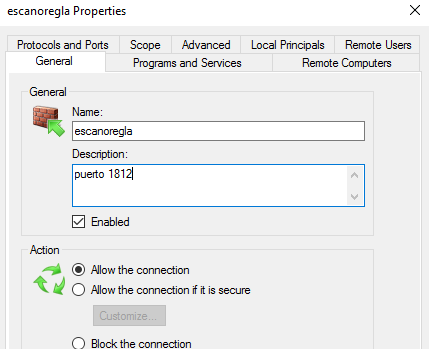 escanoregla Properties
Protocols and Ports Scope Advanced Local Principals Remote Users
General Programs and Services Remote Computers
General
Name:
escanoregla
Description:
puerto 1812
Enabled
Action
Allow the connection
Allow the connection if it is secure
Customize...
Block the connection